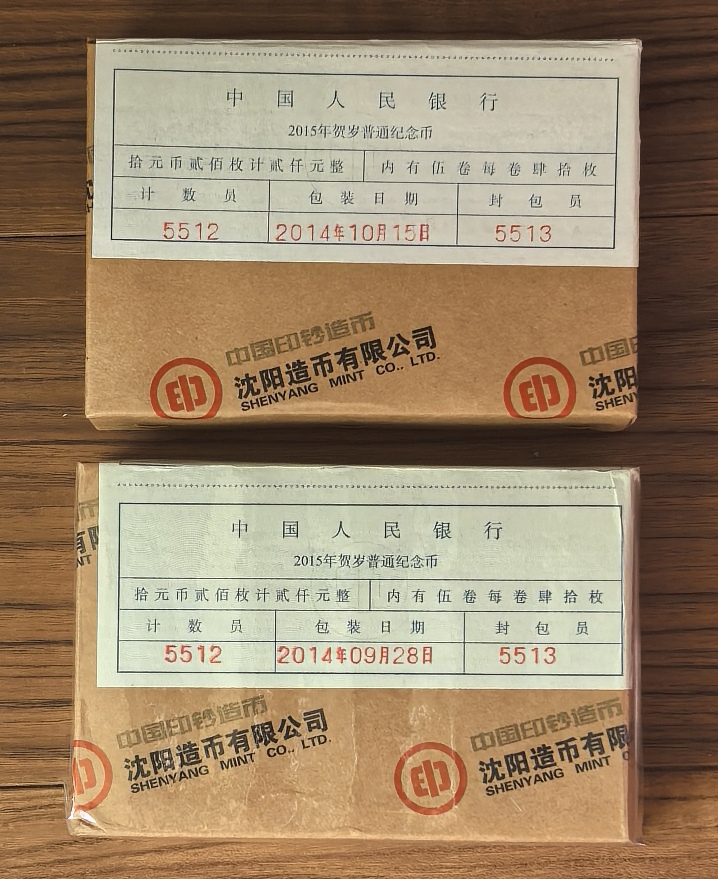 中国人民银行
2015年贺岁普通纪念币
拾元币贰佰枚计贰仟元整 内有伍卷每卷肆拾枚
计数员 包装日期 封包员
5512 2014年10月15日 5513
中国印钞造币 中国
沈阳造币有限公司 沈阳
SHENYANG MINT CO., LTD. SHENY
中国人民银行
2015年贺岁普通纪念币
有限
NT
拾元币贰佰枚计贰仟元整 内有伍卷每卷肆拾枚
计数员 包装日期 封包员
5512 2014年09月28日 5513
中国印钞造币 中国印钞造币
沈阳造币有限公司 沈阳造币有限
SHENYANG MINT CO., LTD. SHENYANG MINT CO.,